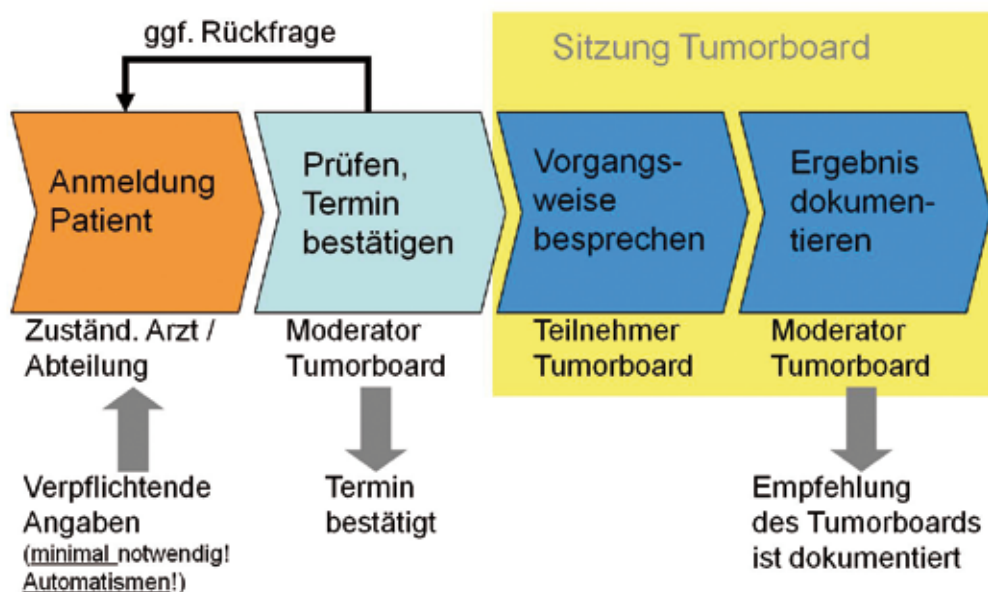 ggf. Rückfrage
Sitzung Tumorboard
Anmeldung
Patient
Prüfen,
Termin
bestätigen
Vorgangs-
weise
besprechen
Ergebnis
dokumen-
tieren
Zuständ. Arzt /
Abteilung
Moderator
Tumorboard
Teilnehmer
Tumorboard
Moderator
Tumorboard
Verpflichtende
Angaben
(minimal notwendig!
Automatismen!)
Termin
bestätigt
Empfehlung
des Tumorboards
ist dokumentiert